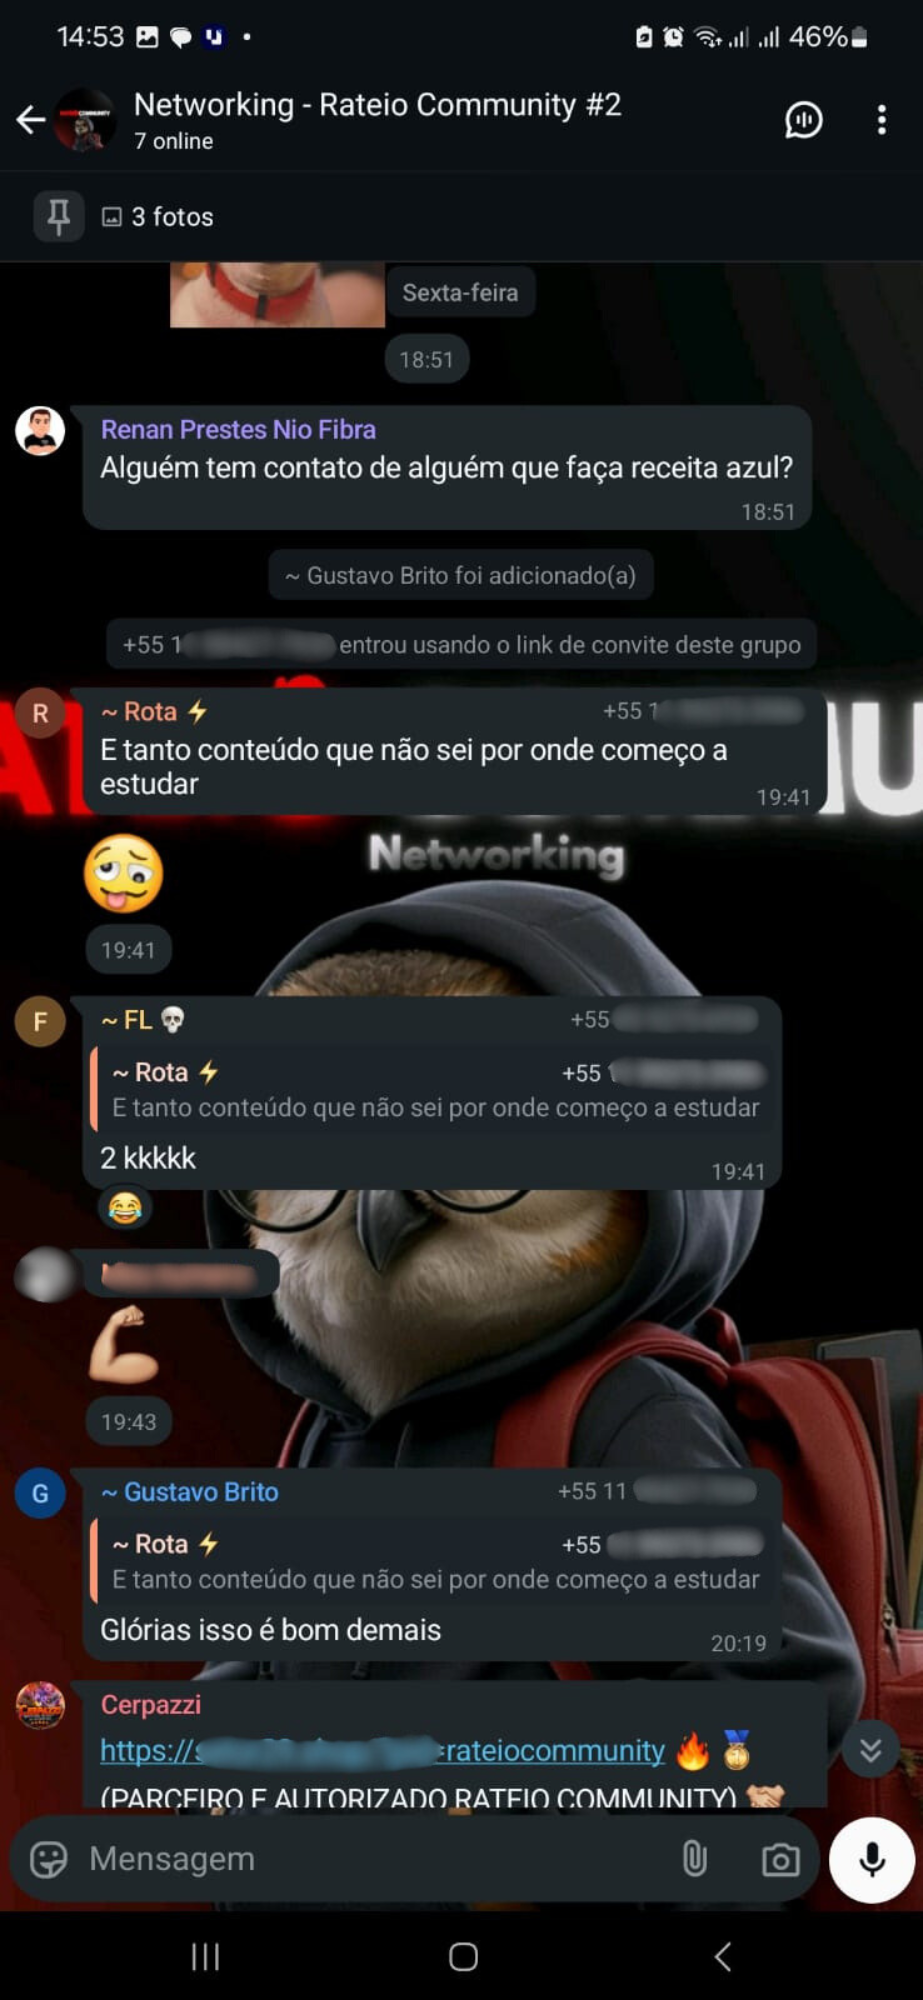 14:53
46%
Networking - Rateio Community #2
7 online
3 fotos
Sexta-feira
18:51
Renan Prestes Nio Fibra
Alguém tem contato de alguém que faça receita azul?
18:51
~ Gustavo Brito foi adicionado(a)
+55 1 entrou usando o link de convite deste grupo
R
~ Rota ⚡ +55 1
E tanto conteúdo que não sei por onde começo a
estudar
19:41
Networking
19:41
F
~ FL 💀 +55
~ Rota ⚡ +55
E tanto conteúdo que não sei por onde começo a estudar
2 kkkkk
19:41
19:43
G
~ Gustavo Brito +55 11
~ Rota ⚡ +55
E tanto conteúdo que não sei por onde começo a estudar
Glórias isso é bom demais
20:19
Cerpazzi
https://s =rateiocommunity 🔥 🏅
(PARCEIRO E AUTORIZADO RATEIO COMMUNITY) 🤝
Mensagem